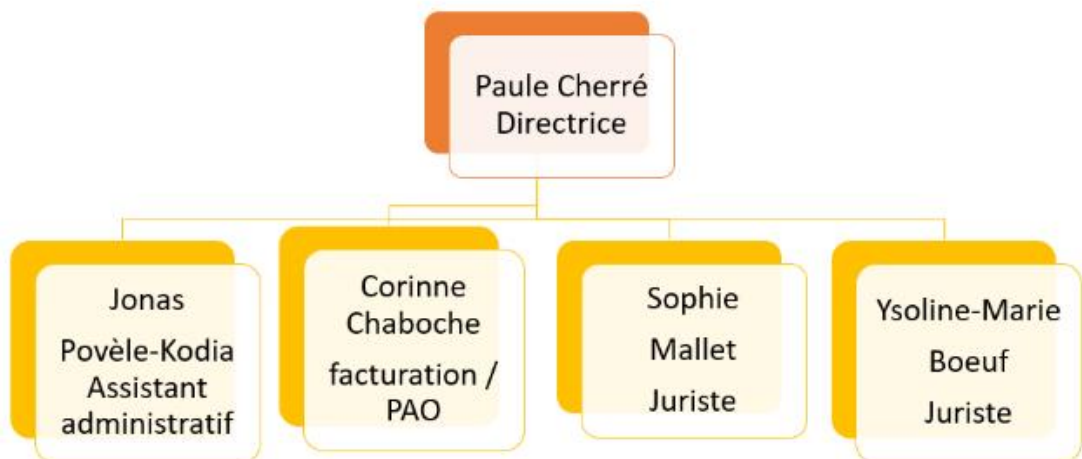 Paule Cherré
Directrice
Jonas
Povèle-Kodia
Assistant
administratif
Corinne
Chaboche
facturation /
PAO
Sophie
Mallet
Juriste
Ysoline-Marie
Boeuf
Juriste